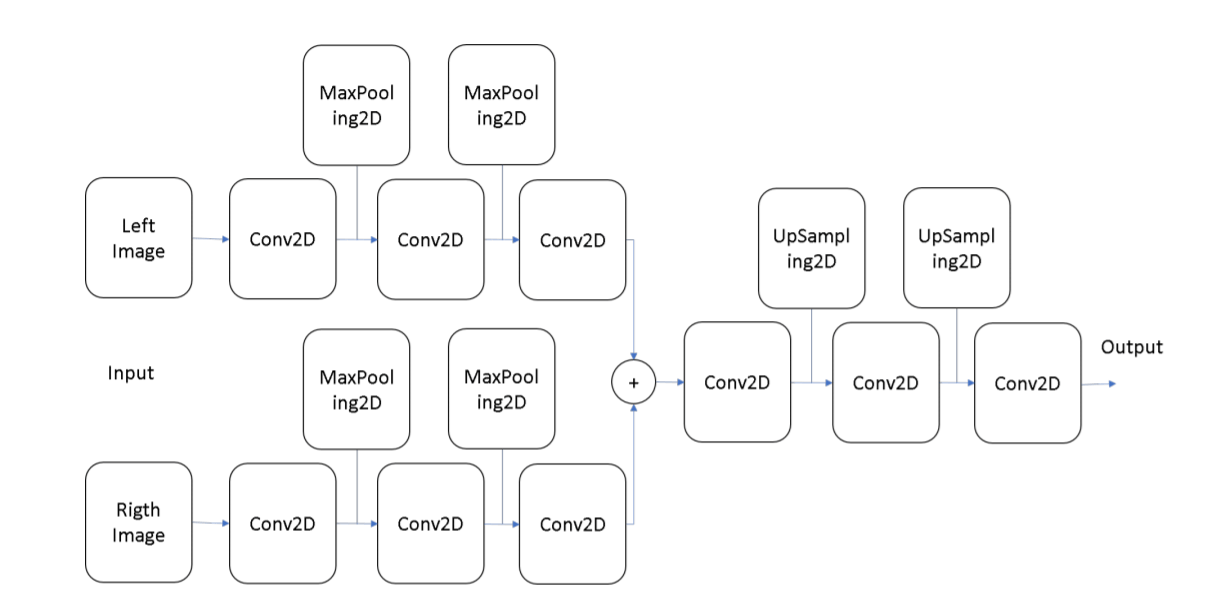 MaxPool
ing2D
MaxPool
ing2D
Left
Image
Conv2D
Conv2D
Conv2D
UpSampl
ing2D
UpSampl
ing2D
Input
MaxPool
ing2D
MaxPool
ing2D
+
Conv2D
Conv2D
Conv2D
Output
Rigth
Image
Conv2D
Conv2D
Conv2D